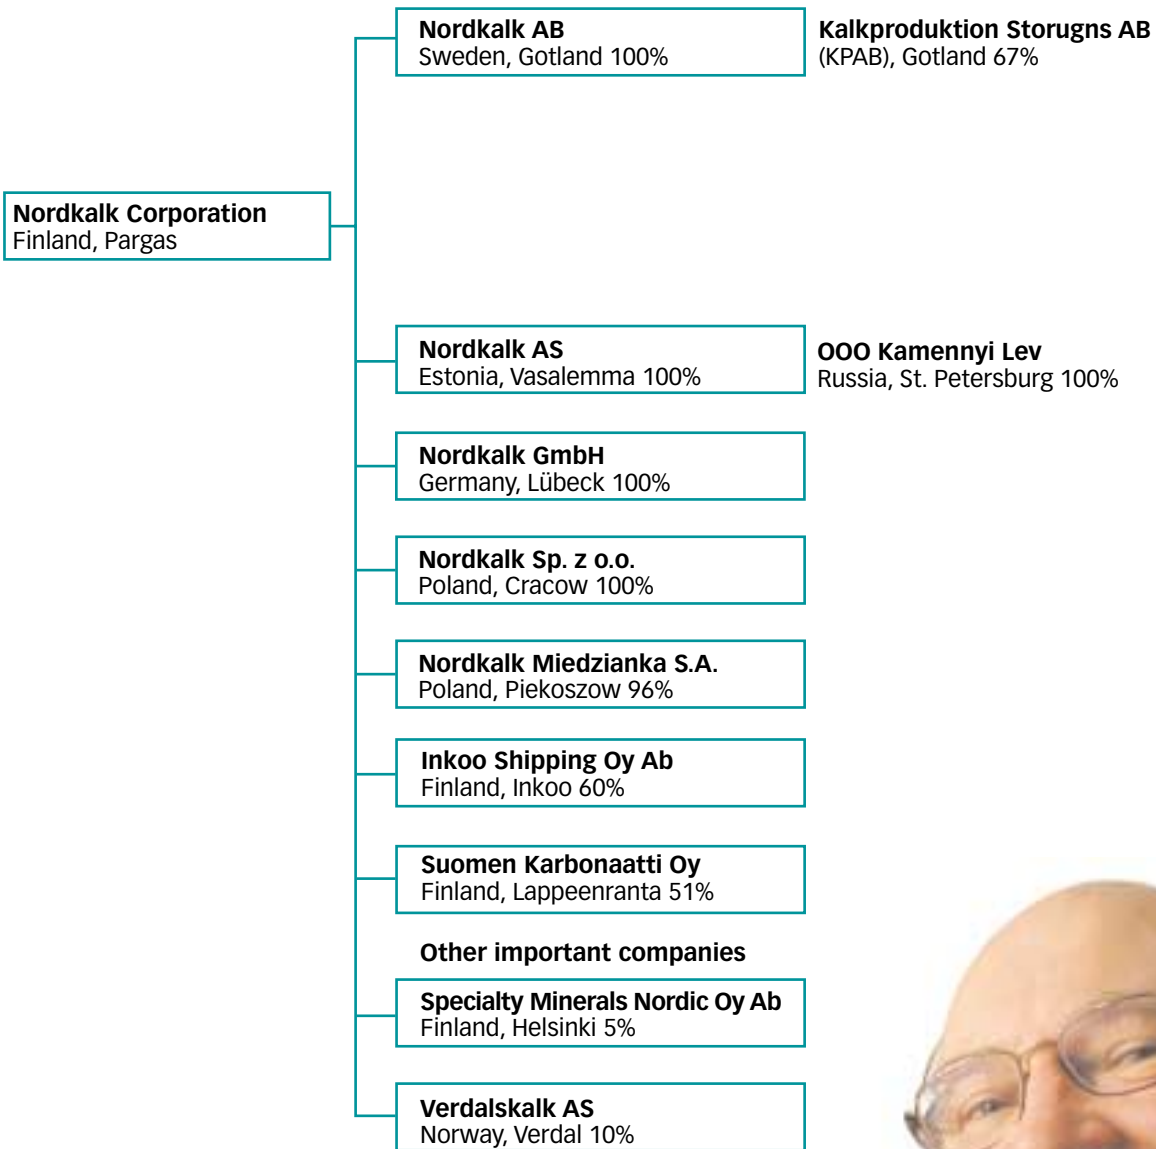 Nordkalk AB
Sweden, Gotland 100%
Kalkproduktion Storugns AB
(KPAB), Gotland 67%
Nordkalk Corporation
Finland, Pargas
Nordkalk AS
Estonia, Vasalemma 100%
OOO Kamennyi Lev
Russia, St. Petersburg 100%
Nordkalk GmbH
Germany, Lübeck 100%
Nordkalk Sp. z o.o.
Poland, Cracow 100%
Nordkalk Miedzianka S.A.
Poland, Piekoszow 96%
Inkoo Shipping Oy Ab
Finland, Inkoo 60%
Suomen Karbonaatti Oy
Finland, Lappeenranta 51%
Other important companies
Specialty Minerals Nordic Oy Ab
Finland, Helsinki 5%
Verdalskalk AS
Norway, Verdal 10%